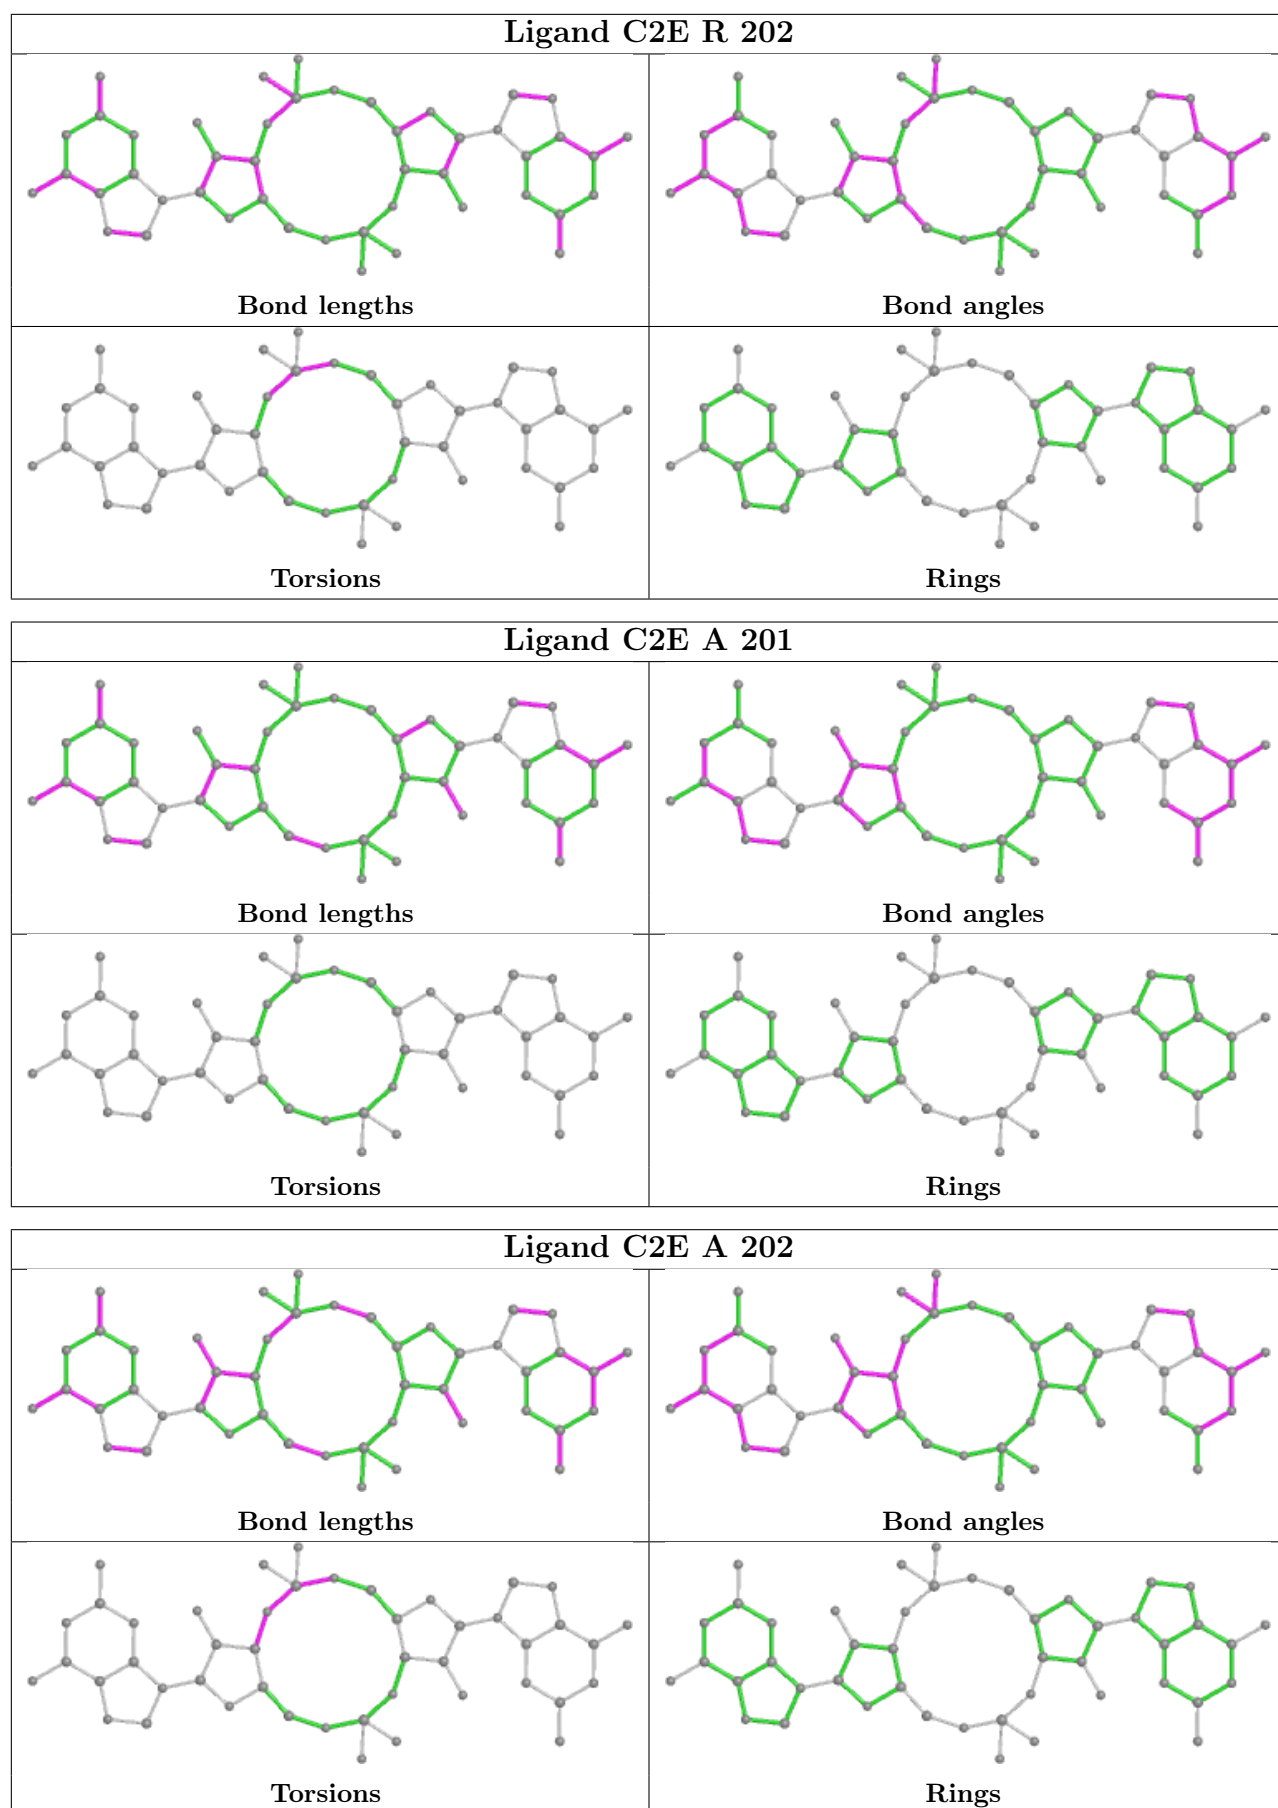 Ligand C2E R 202
Bond lengths
Bond angles
Torsions
Rings
Ligand C2E A 201
Bond lengths
Bond angles
Torsions
Rings
Ligand C2E A 202
Bond lengths
Bond angles
Torsions
Rings